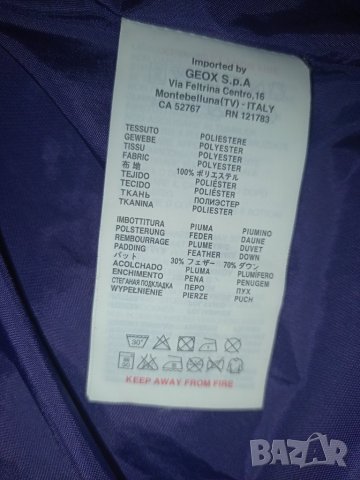 Imported by
GEOX S.p.A
Via Feltrina Centro,16
Montebelluna(TV) - ITALY
CA 52767 RN 121783
TESSUTO POLIESTERE
GEWEBE POLYESTER
TISSU POLYESTER
FABRIC POLYESTER
布地 100% ポリエステル
TEJIDO POLIÉSTER
TECIDO POLIÉSTER
ТКАНЬ ПОЛИЭСТЕР
TKANINA POLIESTER
IMBOTTITURA PIUMA PIUMINO
POLSTERUNG FEDER DAUNE
REMBOURRAGE PLUME DUVET
PADDING FEATHER DOWN
パット 30% フェザー 70% ダウン
ACOLCHADO PLUMA PLUMÍFERO
ENCHIMENTO PENA PENUGEM
СТЕГАНАЯ ПОДКЛАДКА ПЕРО ПУХ
WYPEŁNIENIE PIERZE PUCH
30°
KEEP AWAY FROM FIRE
BAZAR